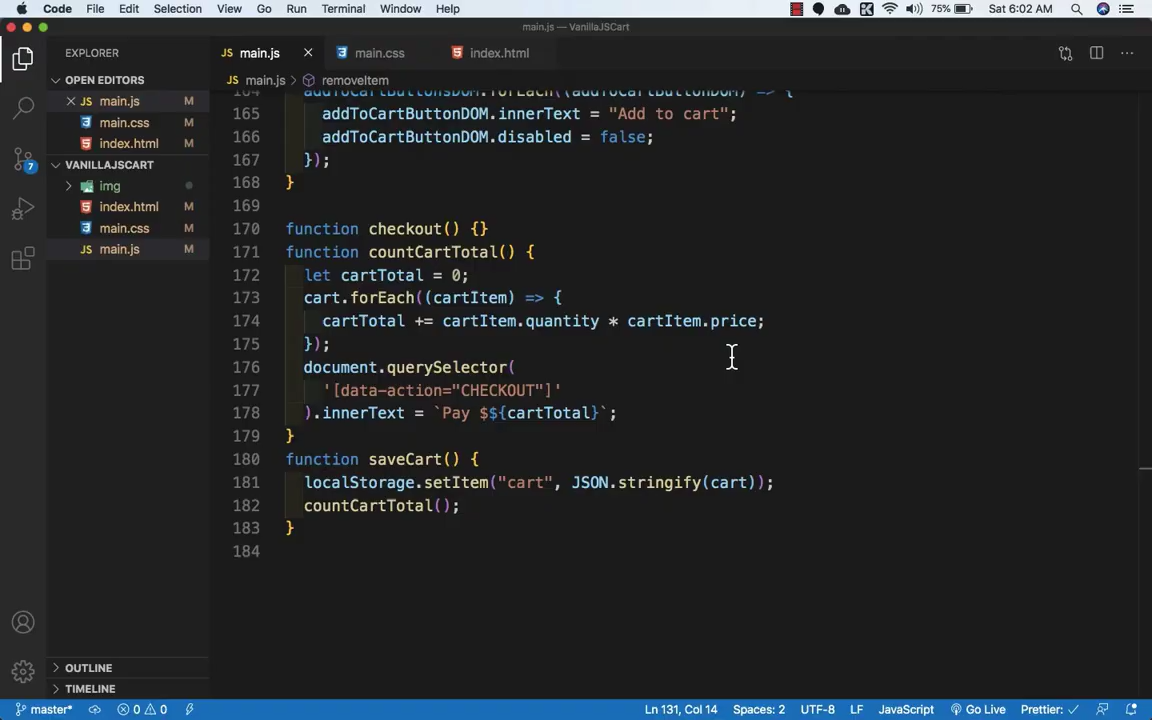 Code File Edit Selection View Go Run Terminal Window Help 75% Sat 6:02 AM
main.js — VanillaJSCart
EXPLORER
OPEN EDITORS
main.js M
main.css M
index.html M
VANILLAJSCART
img
index.html M
main.css M
main.js M
OUTLINE
TIMELINE
7
JS main.js main.css index.html
JS main.js > removeItem
164 addToCartButtonsDOM.forEach((addToCartButtonDOM) => {
165 addToCartButtonDOM.innerText = "Add to cart";
166 addToCartButtonDOM.disabled = false;
167 });
168 }
169
170 function checkout() {}
171 function countCartTotal() {
172 let cartTotal = 0;
173 cart.forEach((cartItem) => {
174 cartTotal += cartItem.quantity * cartItem.price;
175 });
176 document.querySelector(
177 '[data-action="CHECKOUT"]'
178 ).innerText = `Pay $${cartTotal}`;
179 }
180 function saveCart() {
181 localStorage.setItem("cart", JSON.stringify(cart));
182 countCartTotal();
183 }
184
master* 0 0 Ln 131, Col 14 Spaces: 2 UTF-8 LF JavaScript Go Live Prettier: ✓